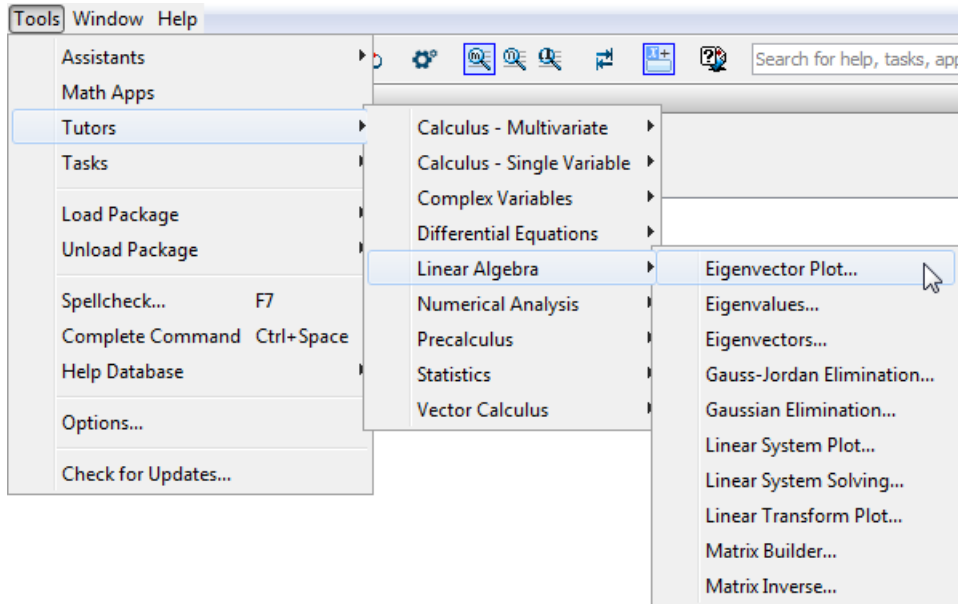 Tools Window Help
Search for help, tasks, app
Assistants
Math Apps
Tutors
Tasks
Load Package
Unload Package
Spellcheck... F7
Complete Command Ctrl+Space
Help Database
Options...
Check for Updates...
Calculus - Multivariate
Calculus - Single Variable
Complex Variables
Differential Equations
Linear Algebra
Numerical Analysis
Precalculus
Statistics
Vector Calculus
Eigenvector Plot...
Eigenvalues...
Eigenvectors...
Gauss-Jordan Elimination...
Gaussian Elimination...
Linear System Plot...
Linear System Solving...
Linear Transform Plot...
Matrix Builder...
Matrix Inverse...